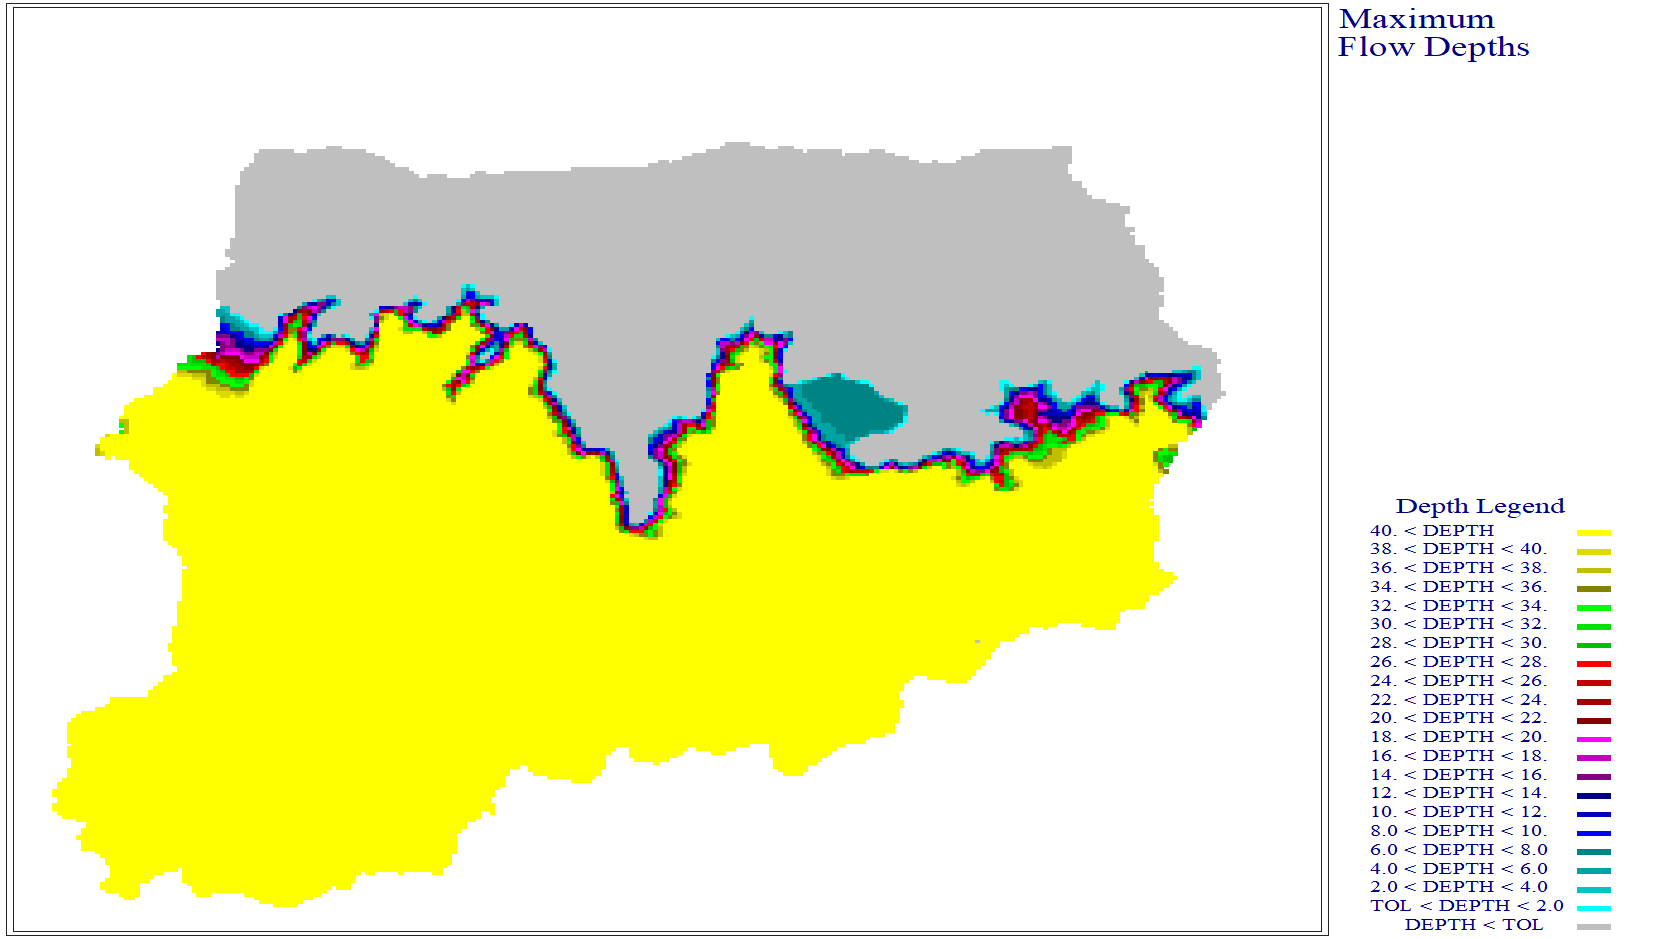 Maximum
Flow Depths
Depth Legend
40. < DEPTH
38. < DEPTH < 40.
36. < DEPTH < 38.
34. < DEPTH < 36.
32. < DEPTH < 34.
30. < DEPTH < 32.
28. < DEPTH < 30.
26. < DEPTH < 28.
24. < DEPTH < 26.
22. < DEPTH < 24.
20. < DEPTH < 22.
18. < DEPTH < 20.
16. < DEPTH < 18.
14. < DEPTH < 16.
12. < DEPTH < 14.
10. < DEPTH < 12.
8.0 < DEPTH < 10.
6.0 < DEPTH < 8.0
4.0 < DEPTH < 6.0
2.0 < DEPTH < 4.0
TOL < DEPTH < 2.0
DEPTH < TOL